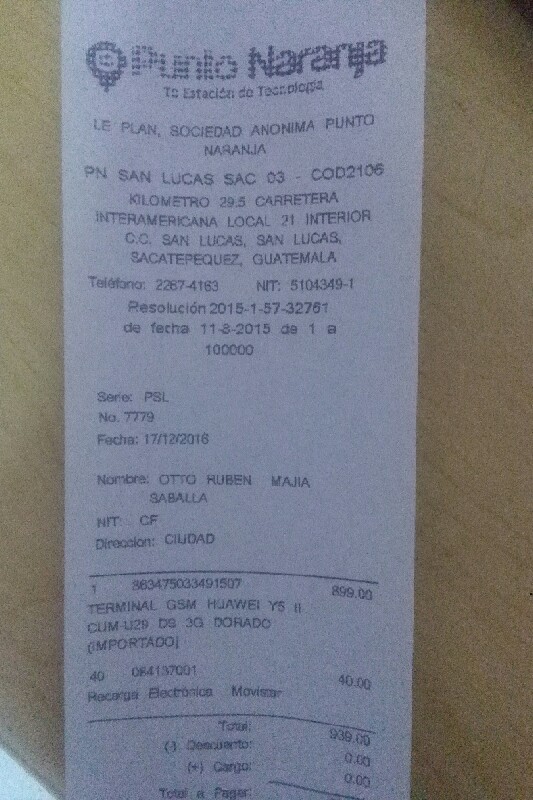 Punto Naranja
Tu Estación de Tecnología
LE PLAN, SOCIEDAD ANONIMA PUNTO
NARANJA
PN SAN LUCAS SAC 03 - COD2106
KILOMETRO 29.5 CARRETERA
INTERAMERICANA LOCAL 21 INTERIOR
C.C. SAN LUCAS, SAN LUCAS,
SACATEPEQUEZ, GUATEMALA
Teléfono: 2267-4163 NIT: 5104349-1
Resolución 2015-1-57-32761
de fecha 11-8-2015 de 1 a
100000
Serie: PSL
No. 7779
Fecha: 17/12/2016
Nombre: OTTO RUBEN MAJIA
SABALLA
NIT: CF
Direccion: CIUDAD
1 863475033491507 899.00
TERMINAL GSM HUAWEI Y5 II
CUM-U29 DS 3G DORADO
(IMPORTADO)
40 064137001 40.00
Recarga Electrónica Movistar
Total: 939.00
(-) Descuento: 0.00
(+) Cargo: 0.00
Total a Pagar: